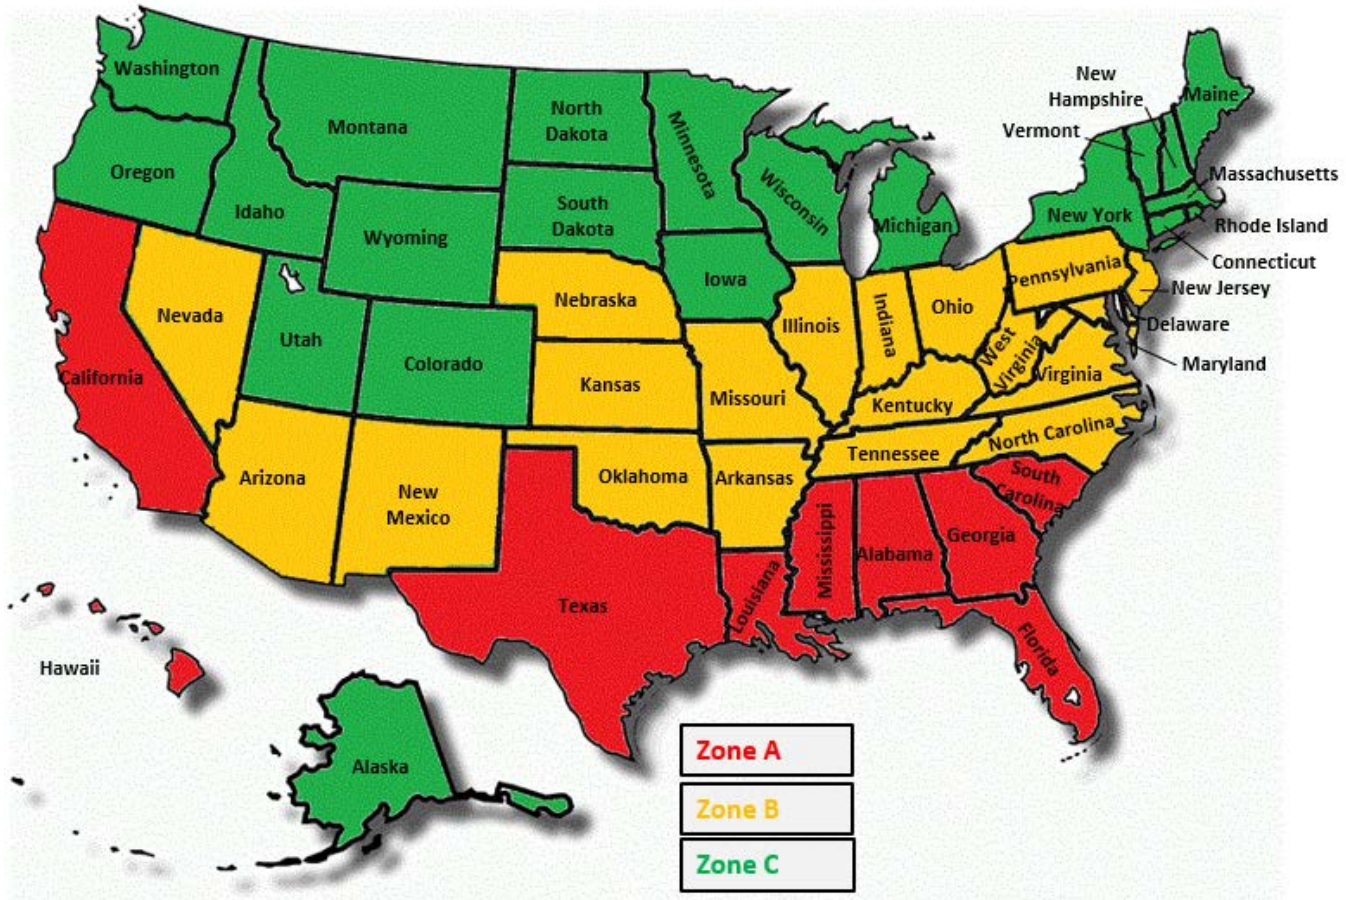 Washington
Montana
North
Dakota
Minnesota
Wisconsin
Michigan
New
Hampshire
Vermont
Maine
Massachusetts
New York
Rhode Island
Connecticut
Oregon
Idaho
Wyoming
South
Dakota
Iowa
Nebraska
Nevada
Utah
Colorado
California
Kansas
Missouri
Illinois
Indiana
Ohio
Pennsylvania
New Jersey
Delaware
Maryland
West
Virginia
Virginia
Kentucky
Tennessee
North Carolina
Arizona
New
Mexico
Oklahoma
Arkansas
South
Carolina
Texas
Louisiana
Mississippi
Alabama
Georgia
Florida
Hawaii
Alaska
Zone A
Zone B
Zone C